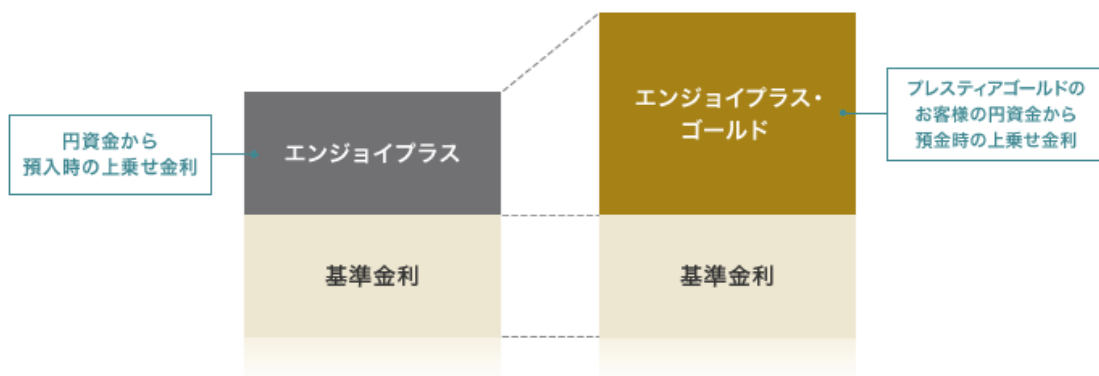 円資金から
預入時の上乗せ金利
エンジョイプラス
基準金利
エンジョイプラス・
ゴールド
基準金利
プレスティアゴールドの
お客様の円資金から
預金時の上乗せ金利